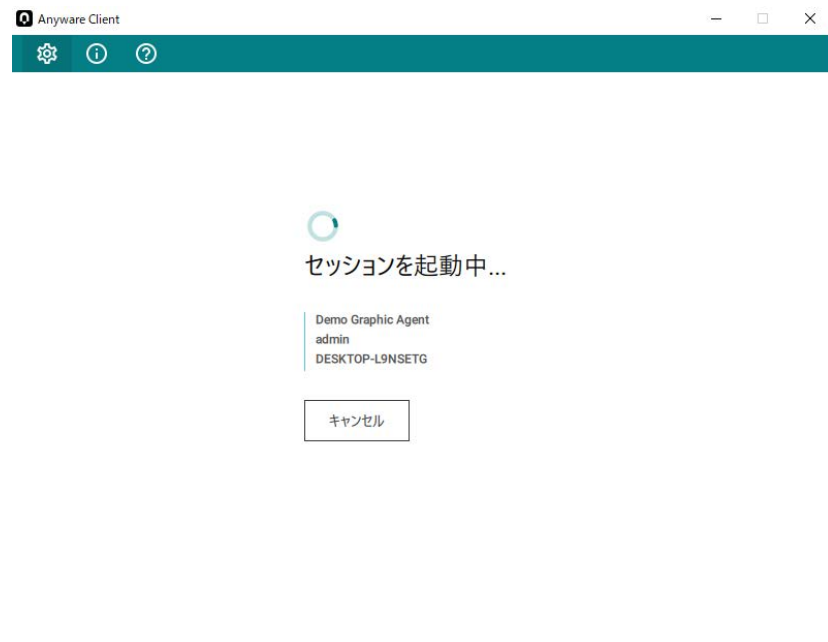 Anyware Client
セッションを起動中...
Demo Graphic Agent
admin
DESKTOP-L9NSETG
キャンセル